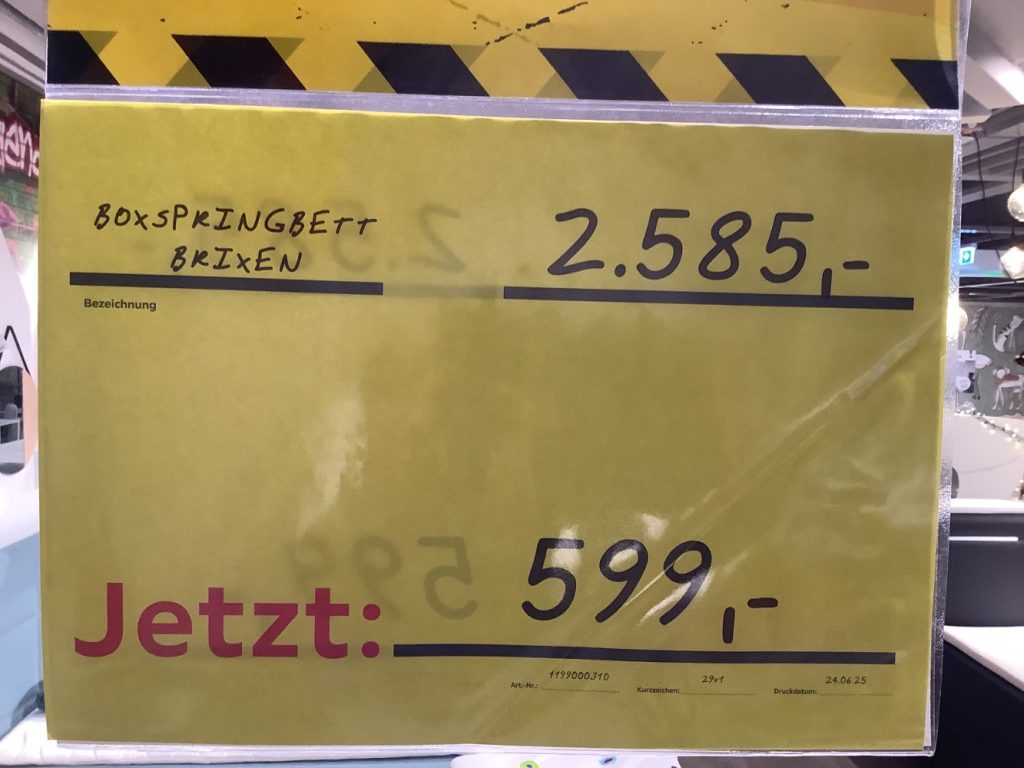 BOXSPRINGBETT
BRIXEN
2.585,-
Bezeichnung
Jetzt: 599,-
Art.-Nr.: 1199000310 Kurzzeichen: 29v1 Druckdatum: 24.06.25